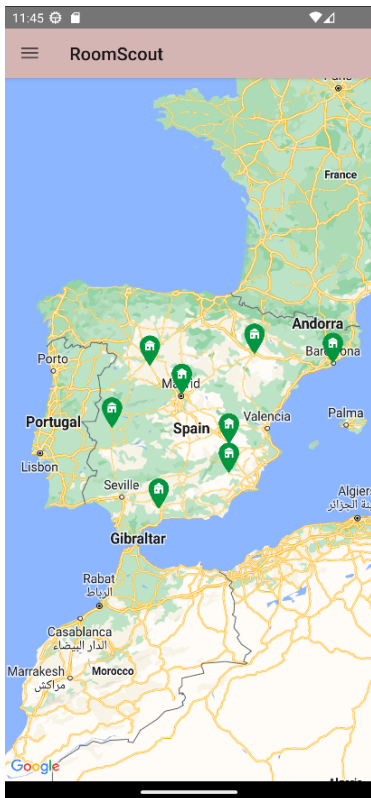 11:45
RoomScout
Paris
France
Andorra
Barcelona
Porto
Madrid
Portugal
Spain
Valencia
Palma
Lisbon
Seville
Gibraltar
Algiers
Rabat
الرباط
Casablanca
الدار البيضاء
Marrakesh
مراكش
Morocco
Google